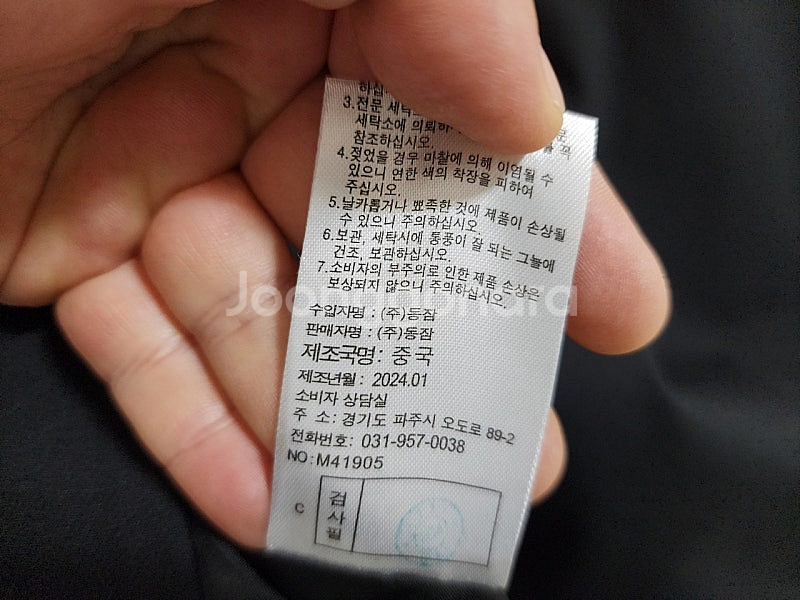 하십
3.전문 세탁
세탁소에 의뢰하 꼭
참조하십시오.
4.젖었을 경우 마찰에 의해 이염될 수
있으니 연한 색의 착장을 피하여
주십시오.
5.날카롭거나 뾰족한 것에 제품이 손상될
수 있으니 주의하십시오.
6.보관, 세탁시에 통풍이 잘 되는 그늘에
건조, 보관하십시오.
7.소비자의 부주의로 인한 제품 손상은
보상되지 않으니 주의하십시오.
Joonggonara
수입자명 : (주)동잠
판매자명 : (주)동잠
제조국명: 중국
제조년월 : 2024.01
소비자 상담실
주 소: 경기도 파주시 오도로 89-2
전화번호: 031-957-0038
NO:M41905
C 검사필